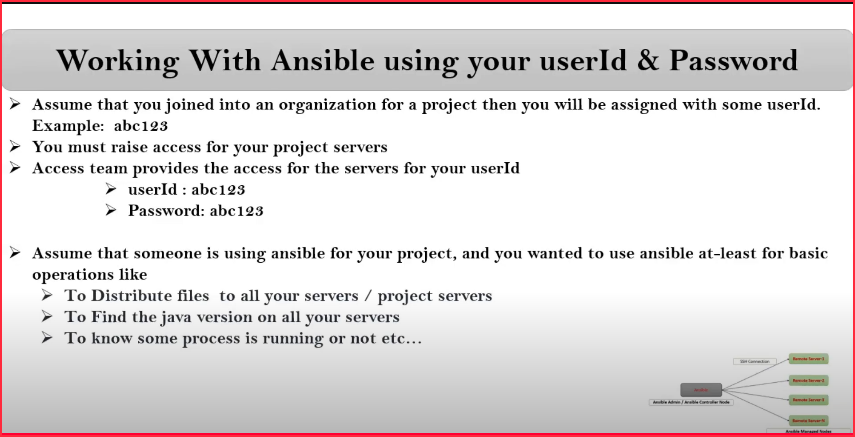 Working With Ansible using your userId & Password
➢ Assume that you joined into an organization for a project then you will be assigned with some userId.
Example: abc123
➢ You must raise access for your project servers
➢ Access team provides the access for the servers for your userId
➢ userId : abc123
➢ Password: abc123
➢ Assume that someone is using ansible for your project, and you wanted to use ansible at-least for basic
operations like
➢ To Distribute files to all your servers / project servers
➢ To Find the java version on all your servers
➢ To know some process is running or not etc…
SSH Connection
Remote Server 1
Remote Server 2
Ansible Admin / Ansible Controller Node
Remote Server 3
Remote Server N
Ansible Managed Nodes